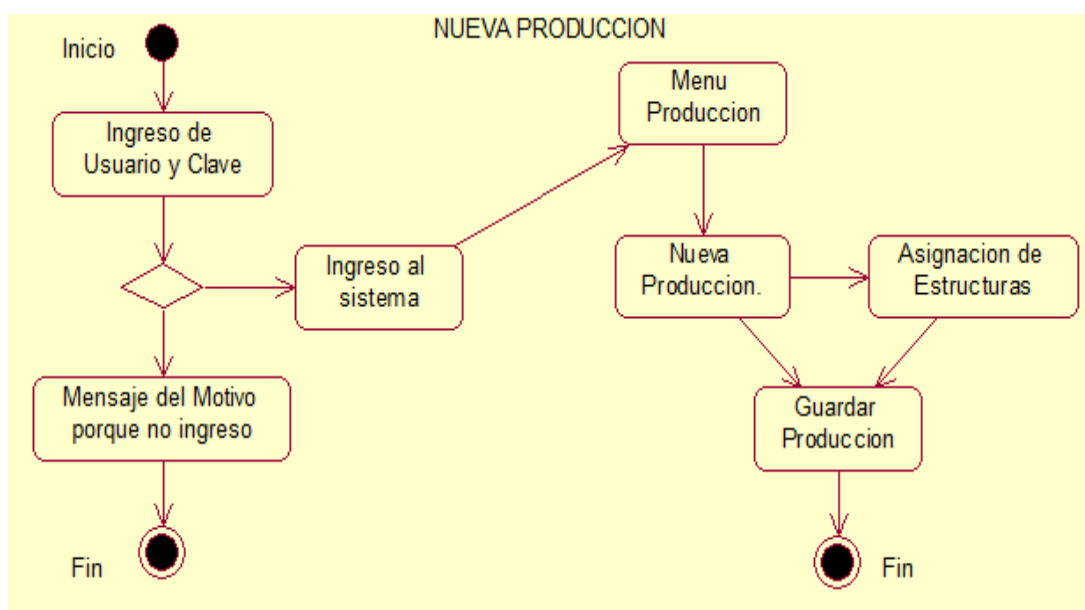 NUEVA PRODUCCION
Inicio
Ingreso de
Usuario y Clave
Ingreso al
sistema
Mensaje del Motivo
porque no ingreso
Fin
Menu
Produccion
Nueva
Produccion.
Asignacion de
Estructuras
Guardar
Produccion
Fin